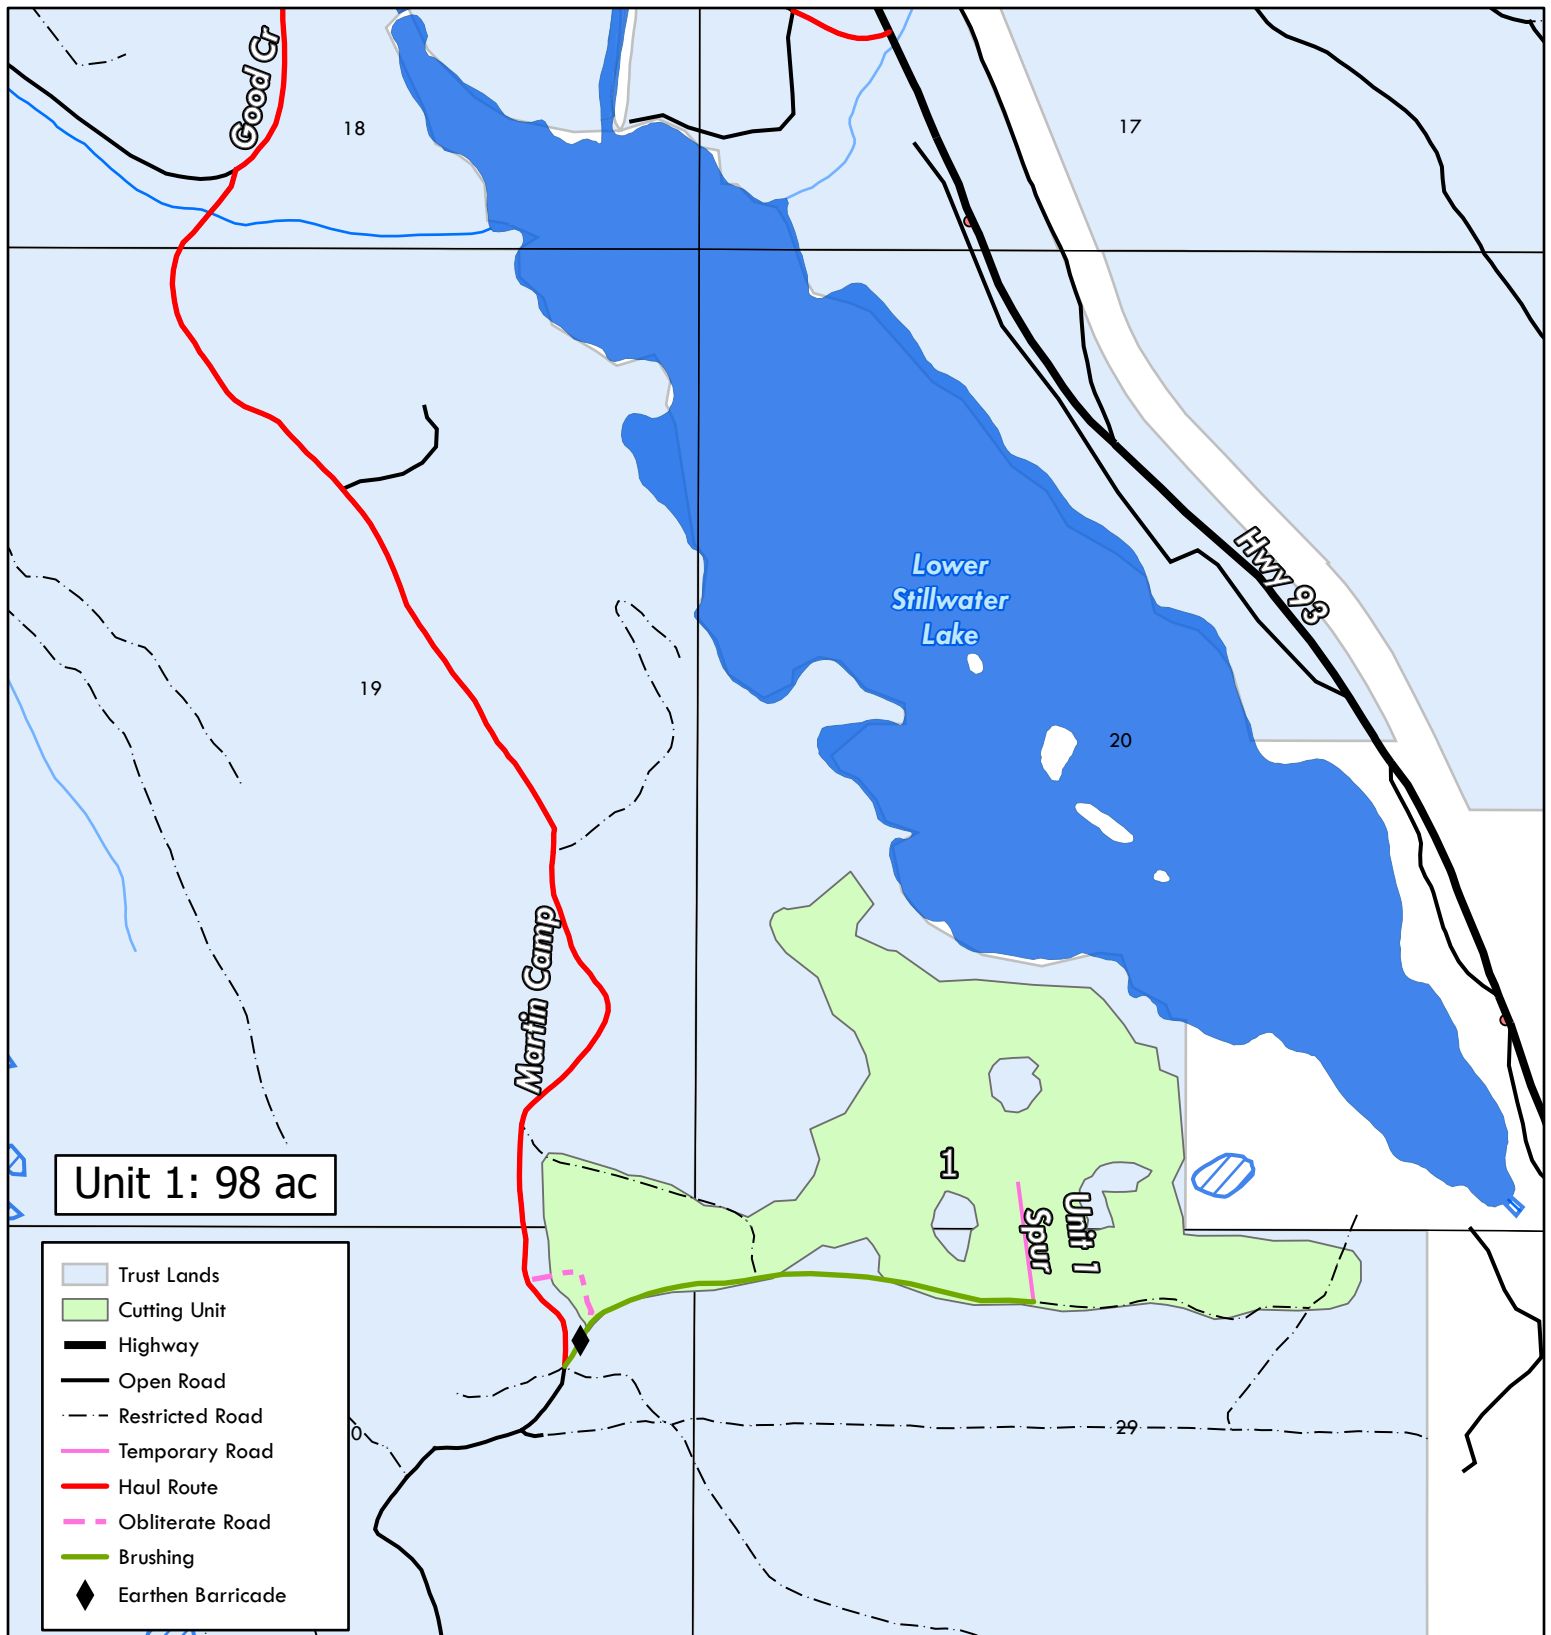 Good Cr
18
17
Hwy 93
Lower
Stillwater
Lake
19
20
Martin Camp
1
Unit 1
Spur
Unit 1: 98 ac
Trust Lands
Cutting Unit
Highway
Open Road
Restricted Road
Temporary Road
Haul Route
Obliterate Road
Brushing
Earthen Barricade
0
29